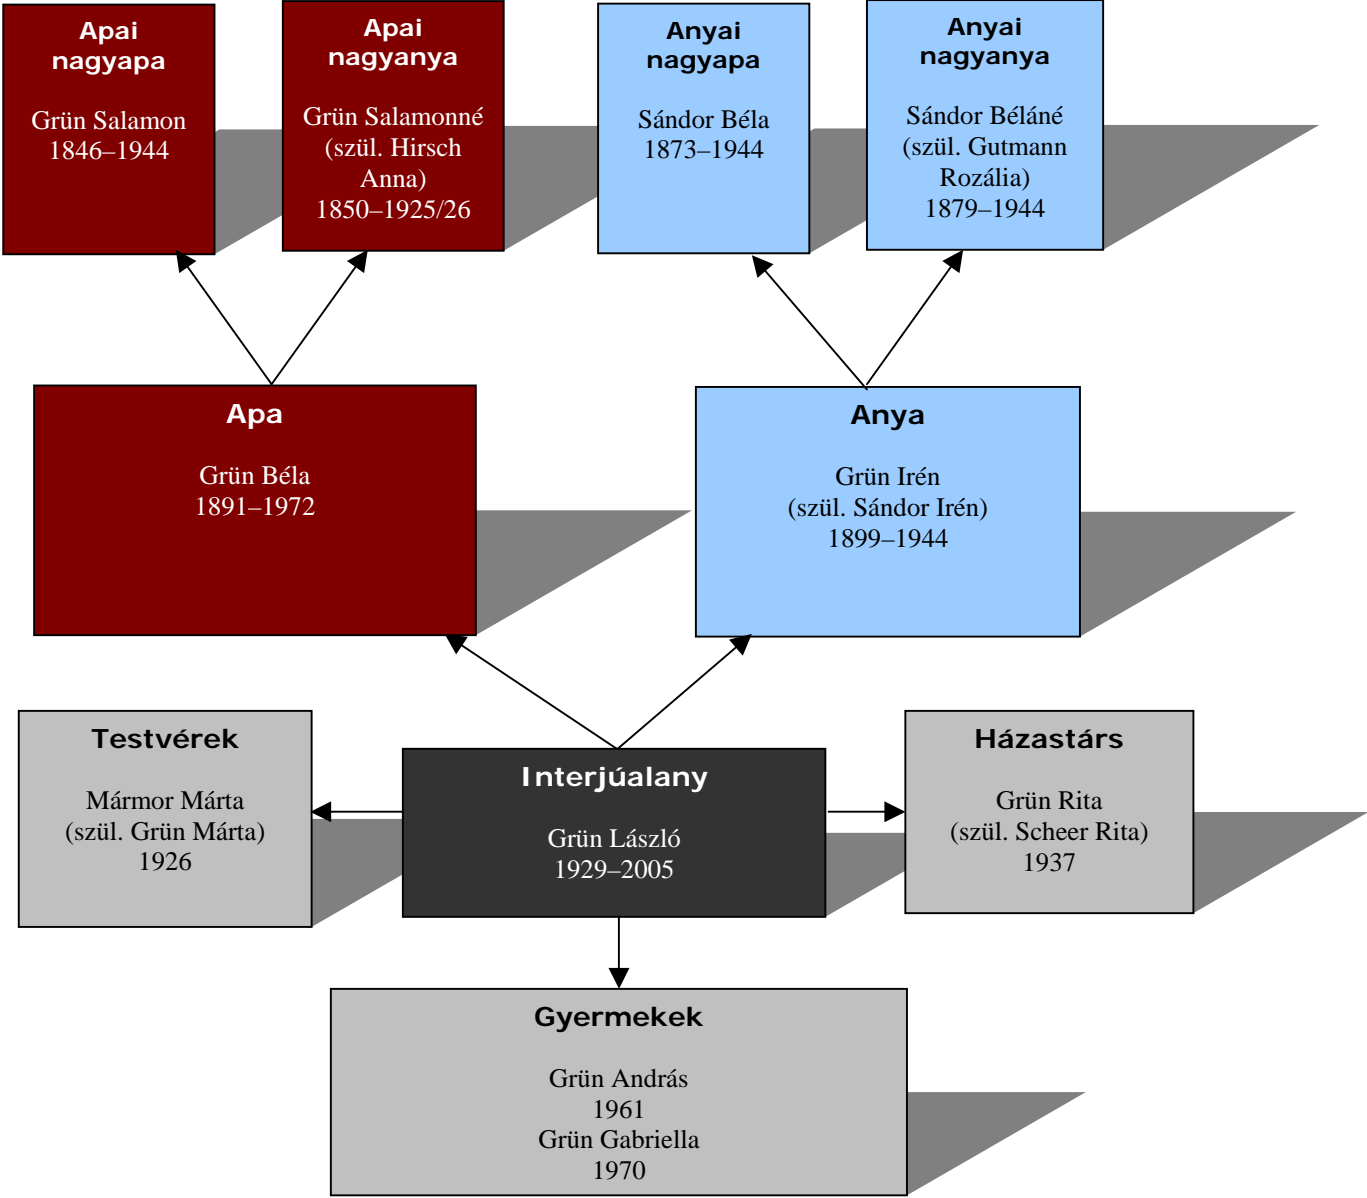 Apai
nagyapa
Grün Salamon
1846–1944
Apai
nagyanya
Grün Salamonné
(szül. Hirsch
Anna)
1850–1925/26
Anyai
nagyapa
Sándor Béla
1873–1944
Anyai
nagyanya
Sándor Béláné
(szül. Gutmann
Rozália)
1879–1944
Apa
Grün Béla
1891–1972
Anya
Grün Irén
(szül. Sándor Irén)
1899–1944
Testvérek
Mármor Márta
(szül. Grün Márta)
1926
Interjúalany
Grün László
1929–2005
Házastárs
Grün Rita
(szül. Scheer Rita)
1937
Gyermekek
Grün András
1961
Grün Gabriella
1970